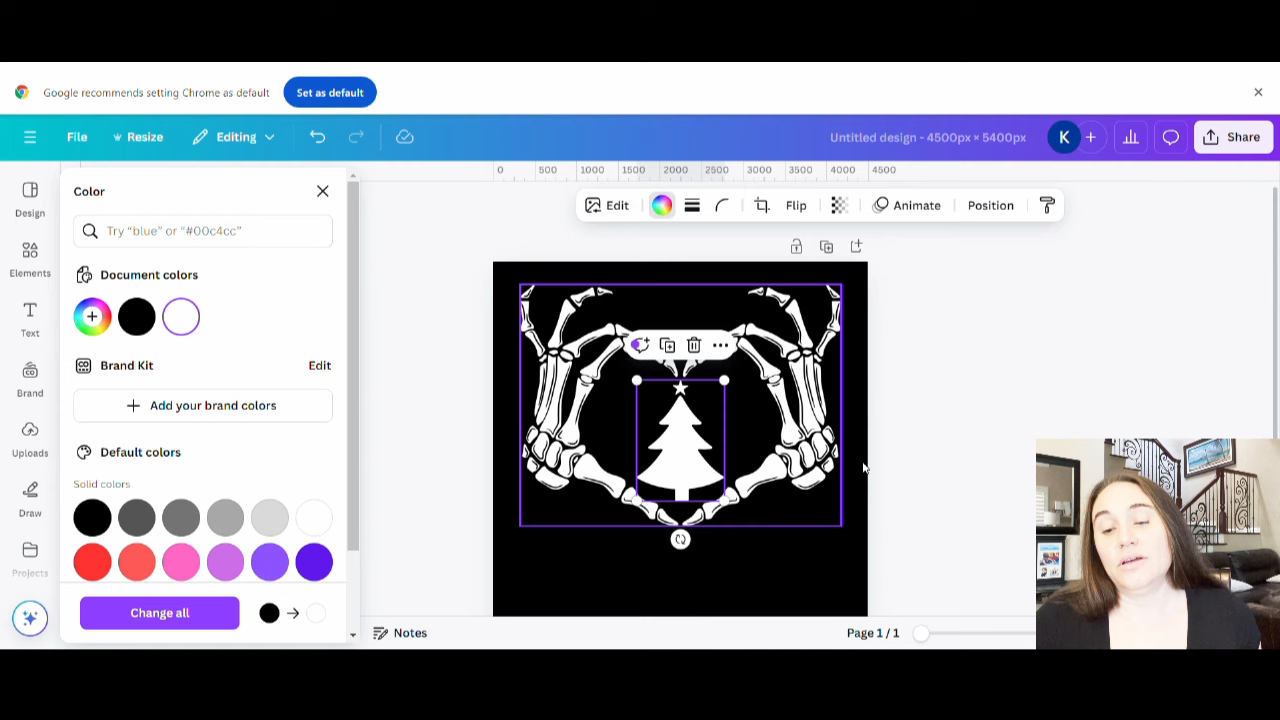 Google recommends setting Chrome as default
Set as default
File
Resize
Editing
Untitled design - 4500px × 5400px
K
Share
0 500 1000 1500 2000 2500 3000 3500 4000 4500
Design
Elements
Text
Brand
Uploads
Draw
Projects
Color
Try “blue” or “#00c4cc”
Document colors
Brand Kit
Edit
Add your brand colors
Default colors
Solid colors
Change all
Edit
Flip
Animate
Position
Notes
Page 1 / 1